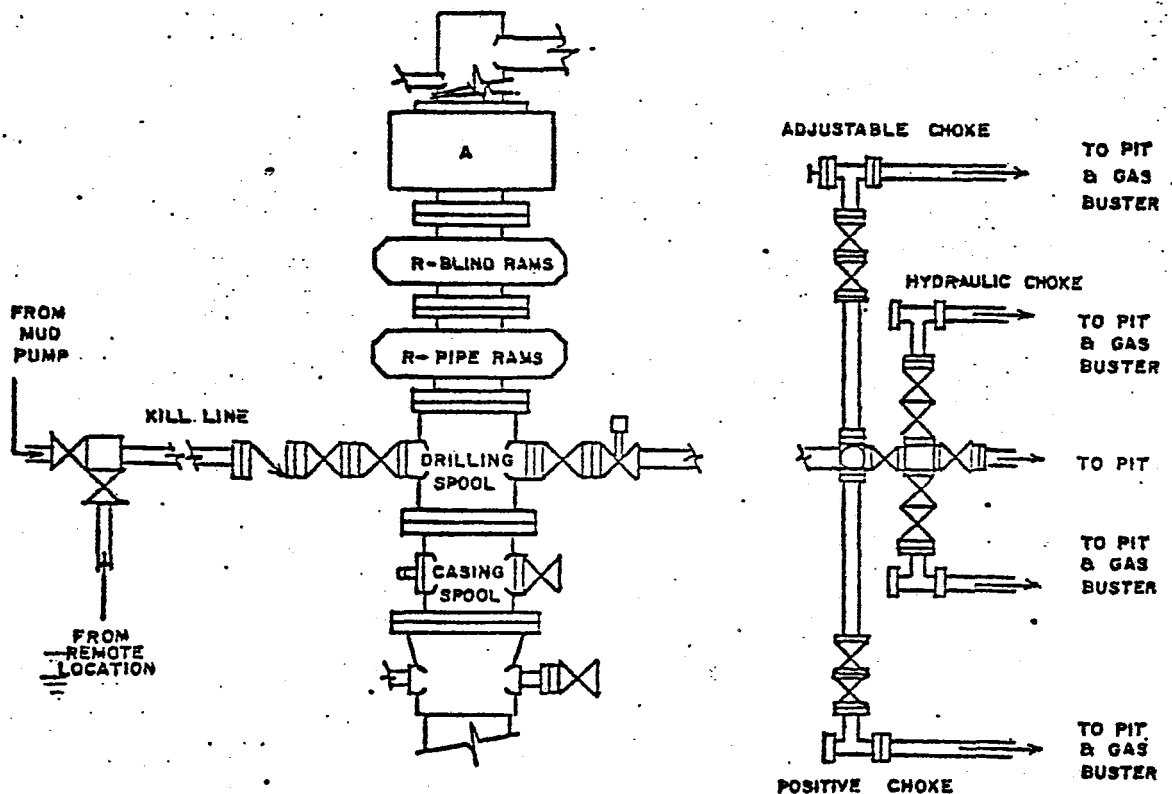 A
R-BLIND RAMS
R-PIPE RAMS
FROM
MUD
PUMP
KILL LINE
DRILLING
SPOOL
CASING
SPOOL
FROM
REMOTE
LOCATION
ADJUSTABLE CHOKE
TO PIT
& GAS
BUSTER
HYDRAULIC CHOKE
TO PIT
& GAS
BUSTER
TO PIT
TO PIT
& GAS
BUSTER
TO PIT
& GAS
BUSTER
POSITIVE CHOKE